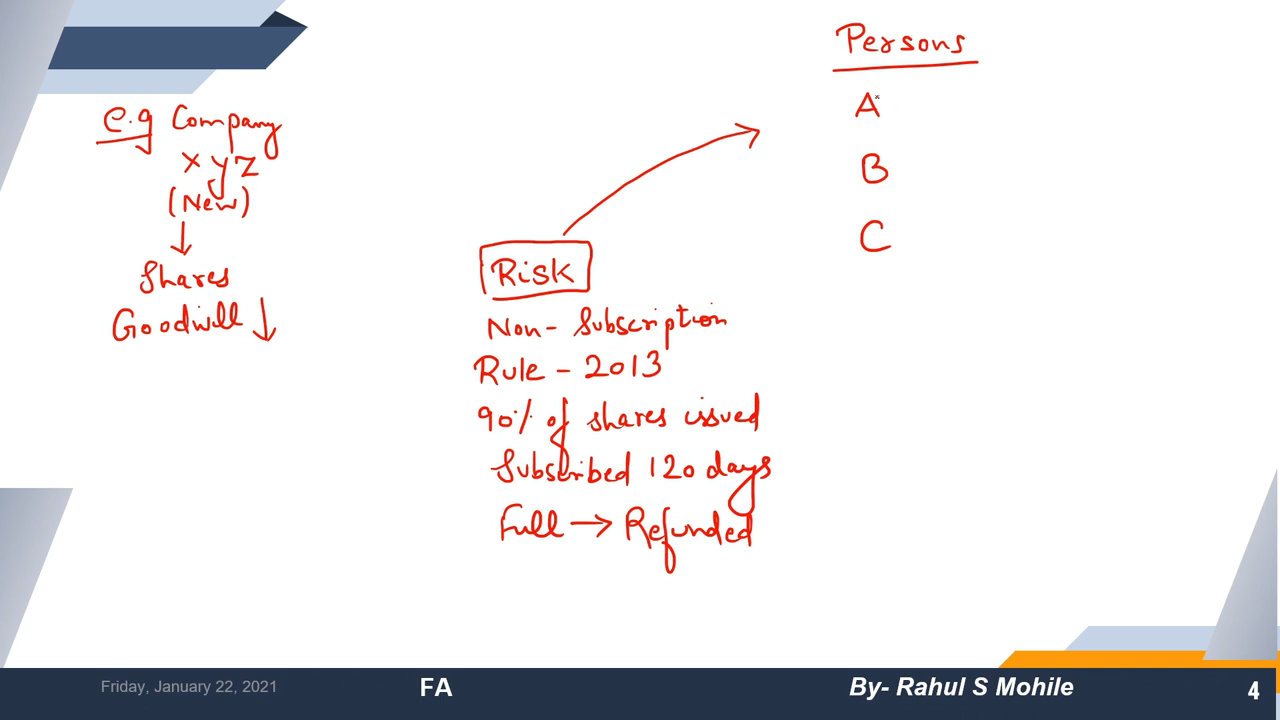 e.g Company
xyz
(New)
Shares
Goodwill
Risk
Non-Subscription
Rule - 2013
90% of shares issued
Subscribed 120 days
Full → Refunded
Persons
A
B
C
Friday, January 22, 2021
FA
By- Rahul S Mohile
4